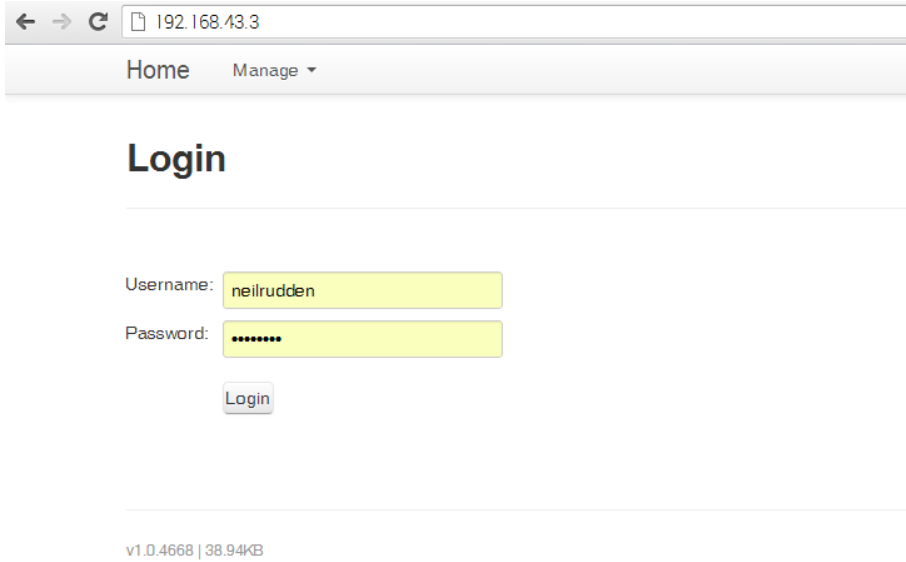 192.168.43.3
Home Manage
Login
Username: neilrudden
Password: ••••••••
Login
v1.0.4668 | 38.94KB